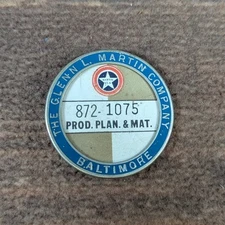 THE GLENN L. MARTIN COMPANY
872-1075
PROD. PLAN. & MAT.
BALTIMORE